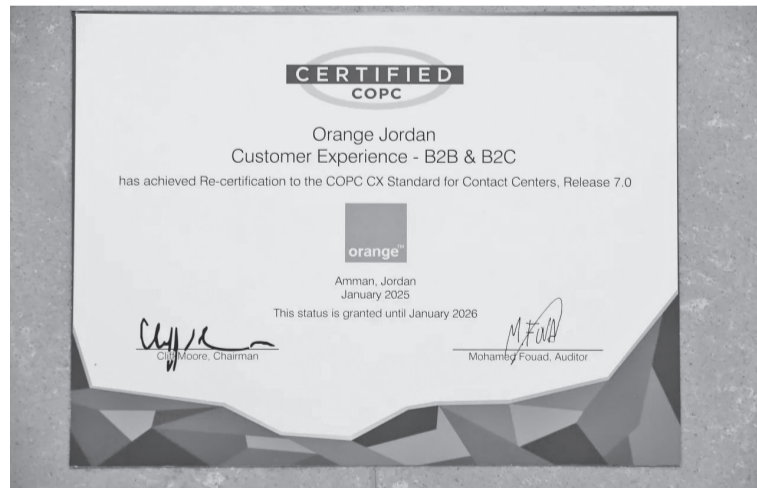 CERTIFIED
COPC
Orange Jordan
Customer Experience - B2B & B2C
has achieved Re-certification to the COPC CX Standard for Contact Centers, Release 7.0
orange™
Amman, Jordan
January 2025
This status is granted until January 2026
Cliff Moore, Chairman
M. Fouad
Mohamed Fouad, Auditor